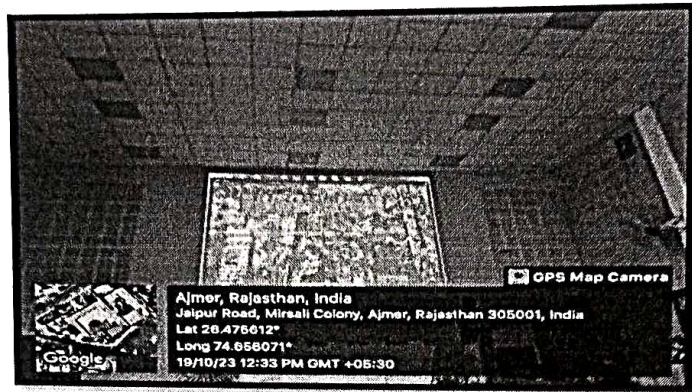 GPS Map Camera
Ajmer, Rajasthan, India
Jaipur Road, Mirsali Colony, Ajmer, Rajasthan 305001, India
Lat 26.476612°
Long 74.656071°
19/10/23 12:33 PM GMT +05:30
Google